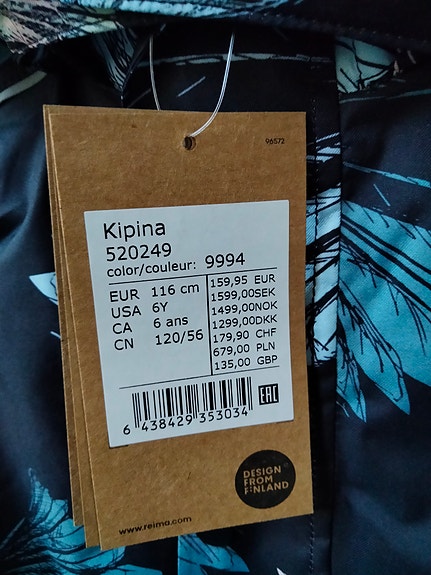 96572
Kipina
520249
color/couleur: 9994
EUR 116 cm
USA 6Y
CA 6 ans
CN 120/56
159,95 EUR
1599,00SEK
1499,00NOK
1299,00DKK
179,90 CHF
679,00 PLN
135,00 GBP
6 438429 353034
EAC
DESIGN
FROM
FINLAND
www.reima.com